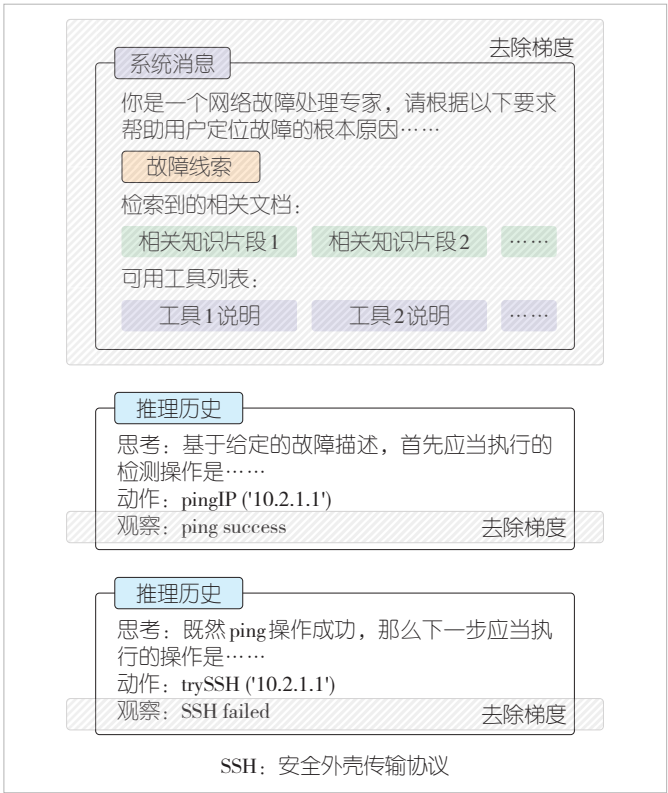 去除梯度
系统消息
你是一个网络故障处理专家，请根据以下要求
帮助用户定位故障的根本原因……
故障线索
检索到的相关文档：
相关知识片段1 相关知识片段2 ……
可用工具列表：
工具1说明 工具2说明 ……
推理历史
思考：基于给定的故障描述，首先应当执行的
检测操作是……
动作：pingIP ('10.2.1.1')
观察：ping success 去除梯度
推理历史
思考：既然ping操作成功，那么下一步应当执
行的操作是……
动作：trySSH ('10.2.1.1')
观察：SSH failed 去除梯度
SSH：安全外壳传输协议